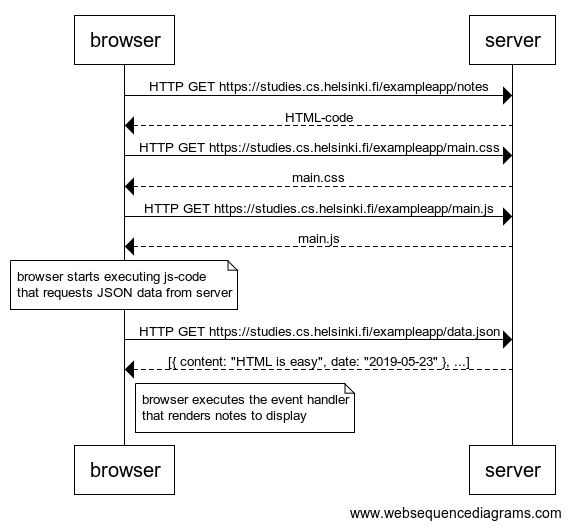 browser
server
HTTP GET https://studies.cs.helsinki.fi/exampleapp/notes
HTML-code
HTTP GET https://studies.cs.helsinki.fi/exampleapp/main.css
main.css
HTTP GET https://studies.cs.helsinki.fi/exampleapp/main.js
main.js
browser starts executing js-code
that requests JSON data from server
HTTP GET https://studies.cs.helsinki.fi/exampleapp/data.json
[{ content: "HTML is easy", date: "2019-05-23" }, ...]
browser executes the event handler
that renders notes to display
browser
server
www.websequencediagrams.com